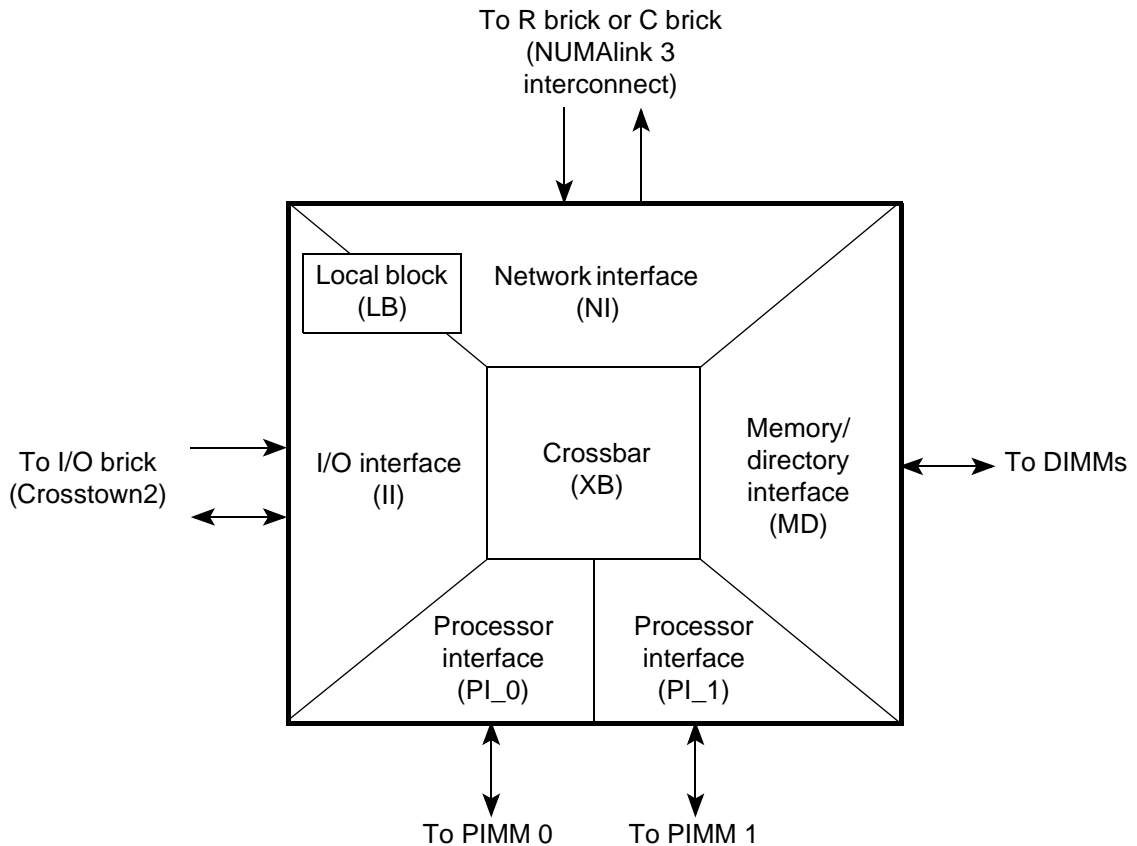 To R brick or C brick
(NUMAlink 3
interconnect)
Local block
(LB)
Network interface
(NI)
To I/O brick
(Crosstown2)
I/O interface
(II)
Crossbar
(XB)
Memory/
directory
interface
(MD)
To DIMMs
Processor
interface
(PI_0)
Processor
interface
(PI_1)
To PIMM 0
To PIMM 1